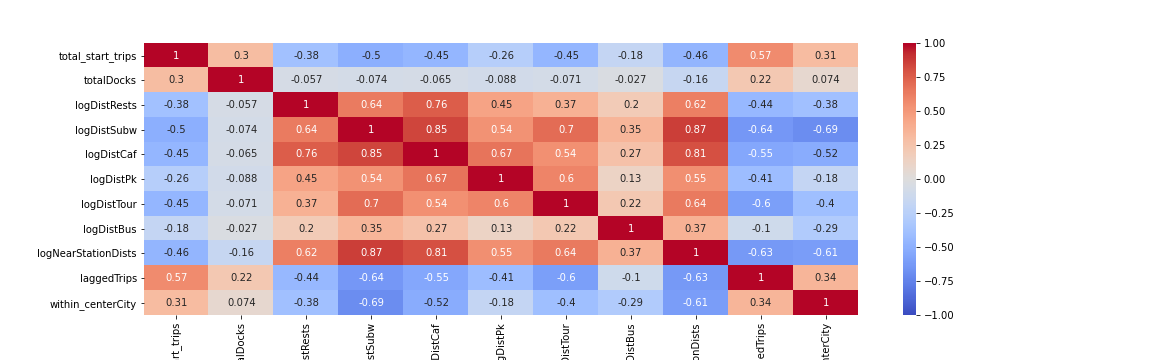 total_start_trips 1 0.3 -0.38 -0.5 -0.45 -0.26 -0.45 -0.18 -0.46 0.57 0.31
totalDocks 0.3 1 -0.057 -0.074 -0.065 -0.088 -0.071 -0.027 -0.16 0.22 0.074
logDistRests -0.38 -0.057 1 0.64 0.76 0.45 0.37 0.2 0.62 -0.44 -0.38
logDistSubw -0.5 -0.074 0.64 1 0.85 0.54 0.7 0.35 0.87 -0.64 -0.69
logDistCaf -0.45 -0.065 0.76 0.85 1 0.67 0.54 0.27 0.81 -0.55 -0.52
logDistPk -0.26 -0.088 0.45 0.54 0.67 1 0.6 0.13 0.55 -0.41 -0.18
logDistTour -0.45 -0.071 0.37 0.7 0.54 0.6 1 0.22 0.64 -0.6 -0.4
logDistBus -0.18 -0.027 0.2 0.35 0.27 0.13 0.22 1 0.37 -0.1 -0.29
logNearStationDists -0.46 -0.16 0.62 0.87 0.81 0.55 0.64 0.37 1 -0.63 -0.61
laggedTrips 0.57 0.22 -0.44 -0.64 -0.55 -0.41 -0.6 -0.1 -0.63 1 0.34
within_centerCity 0.31 0.074 -0.38 -0.69 -0.52 -0.18 -0.4 -0.29 -0.61 0.34 1
rt_trips
alDocks
stRests
stSubw
DistCaf
gDistPk
istTour
DistBus
onDists
edTrips
nterCity
1.00
0.75
0.50
0.25
0.00
−0.25
−0.50
−0.75
−1.00